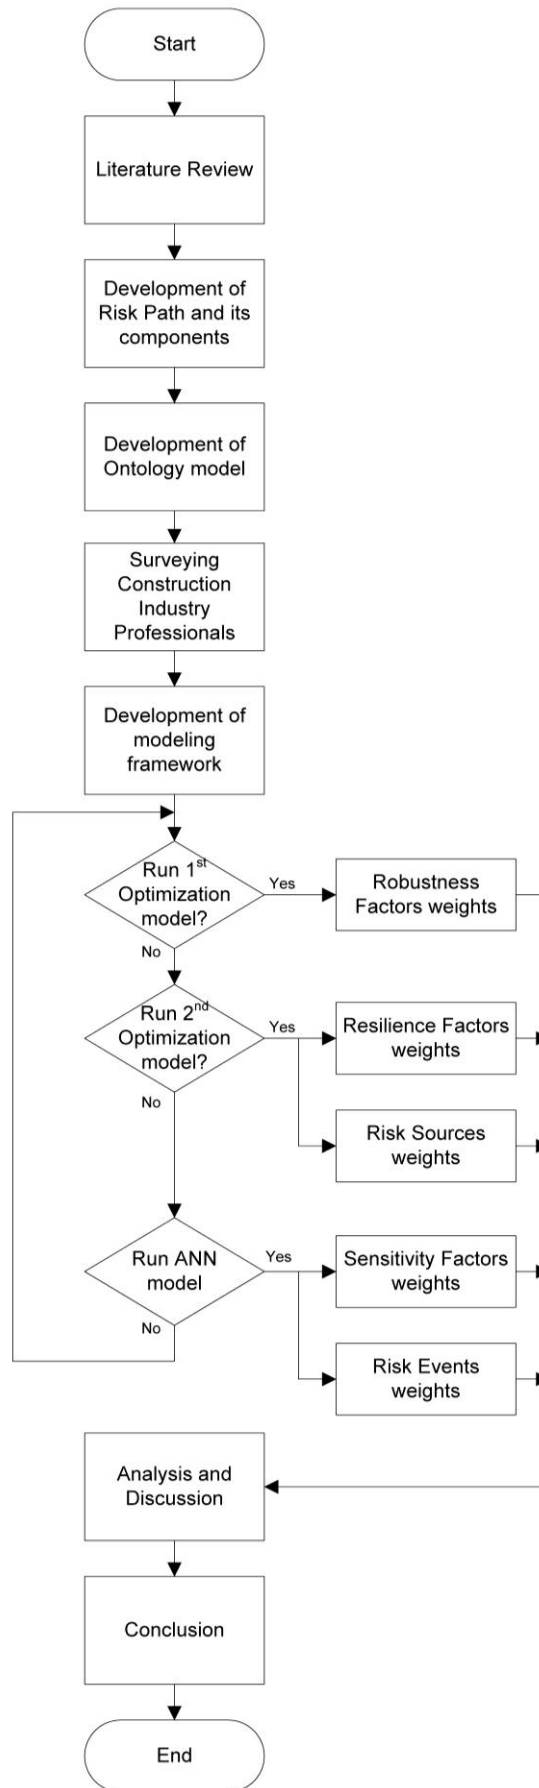 Start
Literature Review
Development of
Risk Path and its
components
Development of
Ontology model
Surveying
Construction
Industry
Professionals
Development of
modeling
framework
Run 1st
Optimization
model?
Yes
No
Robustness
Factors weights
Run 2nd
Optimization
model?
Yes
No
Resilience Factors
weights
Risk Sources
weights
Run ANN
model
Yes
No
Sensitivity Factors
weights
Risk Events
weights
Analysis and
Discussion
Conclusion
End